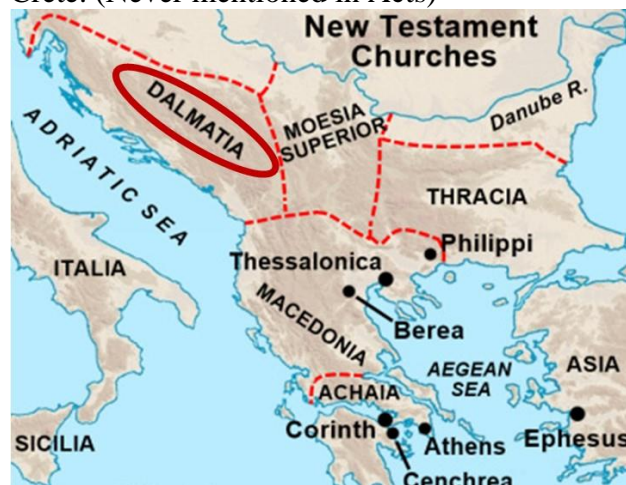 Crete. (Never mentioned in Acts)
New Testament
Churches
DALMATIA
MOESIA
SUPERIOR
Danube R.
ADRIATIC SEA
THRACIA
Philippi
Thessalonica
ITALIA
MACEDONIA
Berea
AEGEAN
SEA
ASIA
ACHAIA
Corinth
Athens
Ephesus
SICILIA
Cenchrea